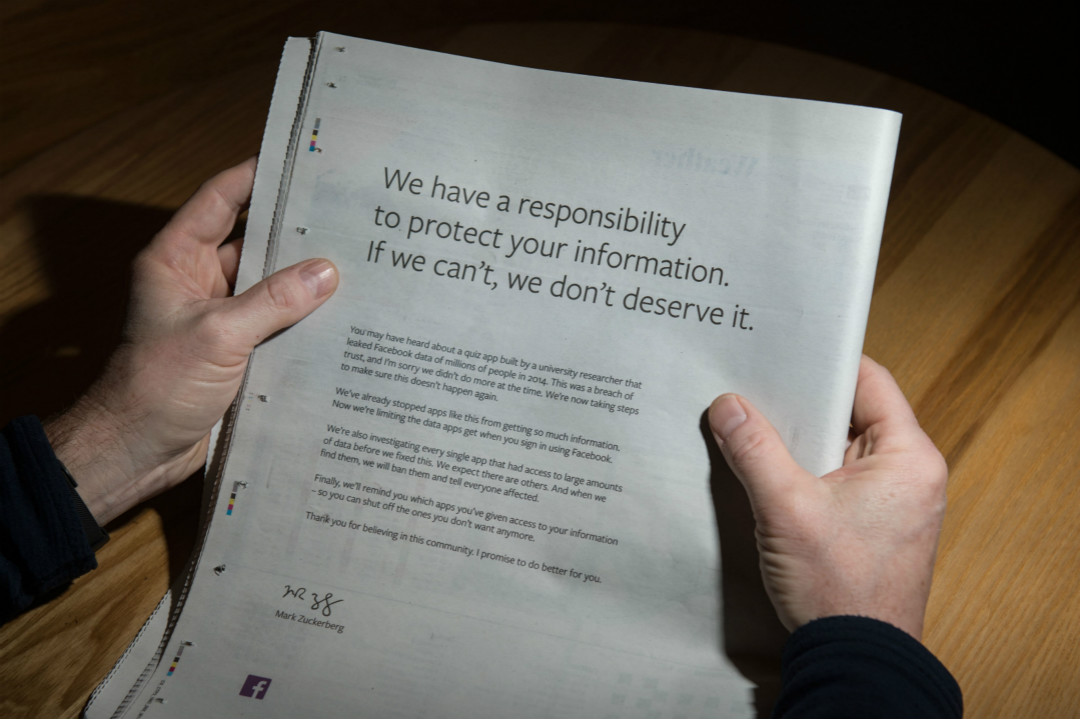 Weather
We have a responsibility
to protect your information.
If we can't, we don't deserve it.
You may have heard about a quiz app built by a university researcher that
leaked Facebook data of millions of people in 2014. This was a breach of
trust, and I'm sorry we didn't do more at the time. We're now taking steps
to make sure this doesn't happen again.
We've already stopped apps like this from getting so much information.
Now we're limiting the data apps get when you sign in using Facebook.
We're also investigating every single app that had access to large amounts
of data before we fixed this. We expect there are others. And when we
find them, we will ban them and tell everyone affected.
Finally, we'll remind you which apps you've given access to your information
– so you can shut off the ones you don't want anymore.
Thank you for believing in this community. I promise to do better for you.
Mark Zuckerberg
f